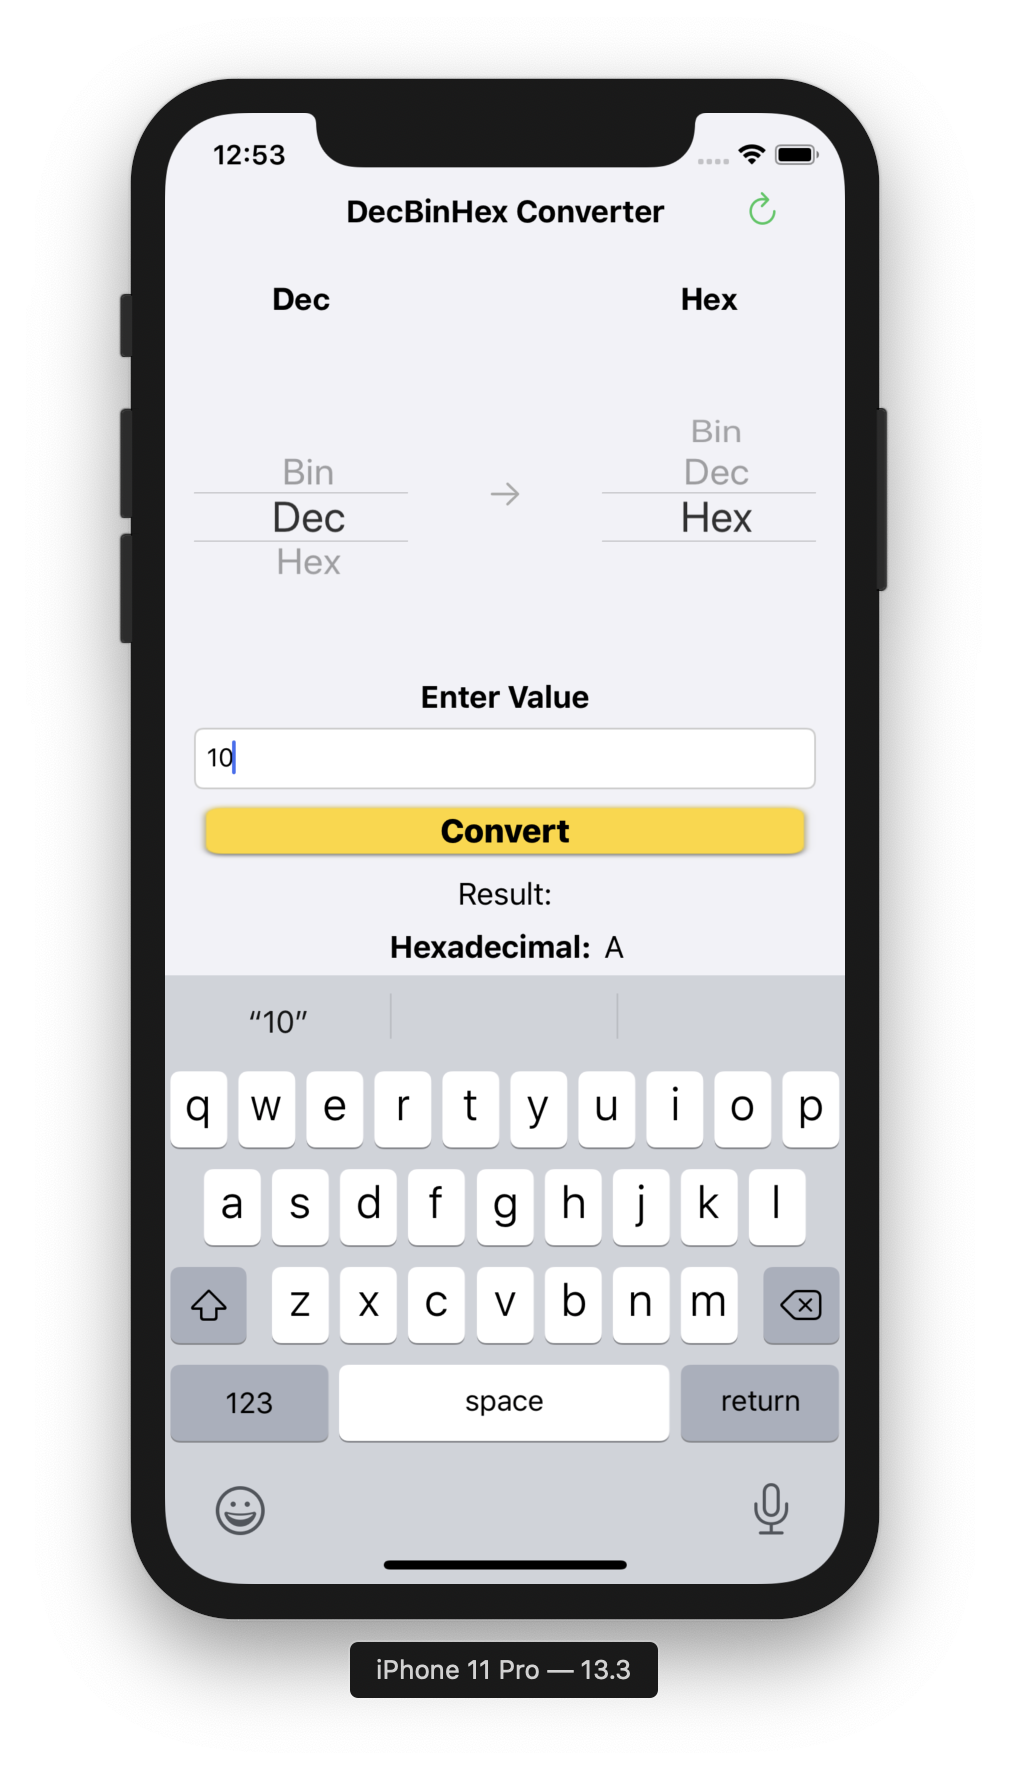 12:53
DecBinHex Converter
Dec Hex
Bin
Bin Dec
Dec → Hex
Hex
Enter Value
10
Convert
Result:
Hexadecimal: A
“10”
q w e r t y u i o p
a s d f g h j k l
z x c v b n m
123 space return
iPhone 11 Pro — 13.3